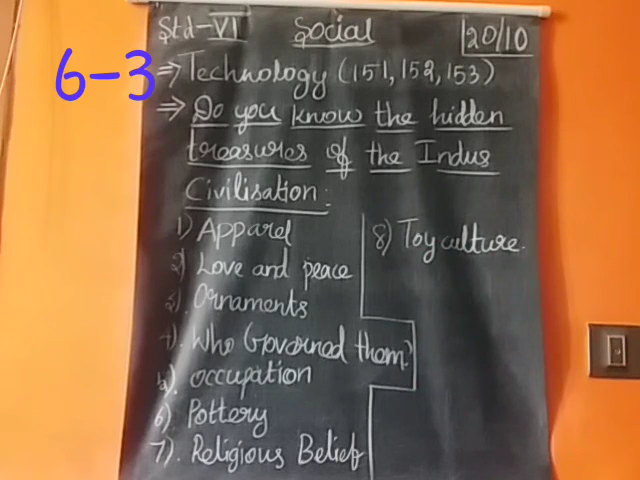 Std-VI Social 20/10
6-3
⇒ Technology (151, 152, 153)
⇒ Do you know the hidden
treasures of the Indus
Civilisation:
1) Apparel
2) Love and peace
3). Ornaments
4). Who Governed them?
5). Occupation
6) Pottery
7). Religious Belief
8) Toy culture.